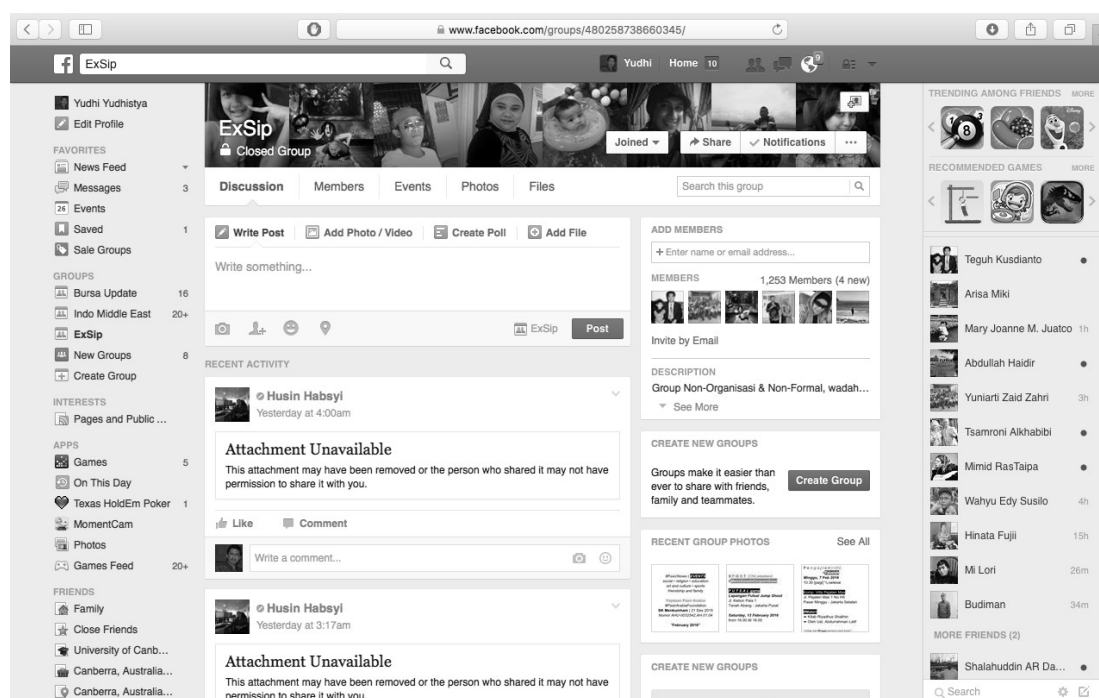 www.facebook.com/groups/480258738660345/
ExSip
Yudhi Home 10
9
Yudhi Yudhistya
Edit Profile
FAVORITES
News Feed
Messages 3
26 Events
Saved 1
Sale Groups
GROUPS
Bursa Update 16
Indo Middle East 20+
ExSip
New Groups 8
Create Group
INTERESTS
Pages and Public ...
APPS
Games 5
On This Day
Texas HoldEm Poker 1
MomentCam
Photos
Games Feed 20+
FRIENDS
Family
Close Friends
University of Canb...
Canberra, Australia...
Canberra, Australia...
ExSip
Closed Group
Joined Share Notifications ...
Discussion Members Events Photos Files
Search this group
Write Post Add Photo / Video Create Poll Add File
Write something...
ExSip Post
RECENT ACTIVITY
Husin Habsyi
Yesterday at 4:00am
Attachment Unavailable
This attachment may have been removed or the person who shared it may not have
permission to share it with you.
Like Comment
Write a comment...
Husin Habsyi
Yesterday at 3:17am
Attachment Unavailable
This attachment may have been removed or the person who shared it may not have
permission to share it with you.
ADD MEMBERS
+ Enter name or email address...
MEMBERS 1,253 Members (4 new)
Invite by Email
DESCRIPTION
Group Non-Organisasi & Non-Formal, wadah...
See More
CREATE NEW GROUPS
Groups make it easier than
ever to share with friends,
family and teammates.
Create Group
RECENT GROUP PHOTOS See All
CREATE NEW GROUPS
TRENDING AMONG FRIENDS MORE
RECOMMENDED GAMES MORE
Teguh Kusdianto
Arisa Miki
Mary Joanne M. Juatco 1h
Abdullah Haidir
Yuniarti Zaid Zahri 3h
Tsamroni Alkhabibi
Mimid RasTaipa
Wahyu Edy Susilo 4h
Hinata Fujii 15h
Mi Lori 26m
Budiman 34m
MORE FRIENDS (2)
Shalahuddin AR Da...
Search